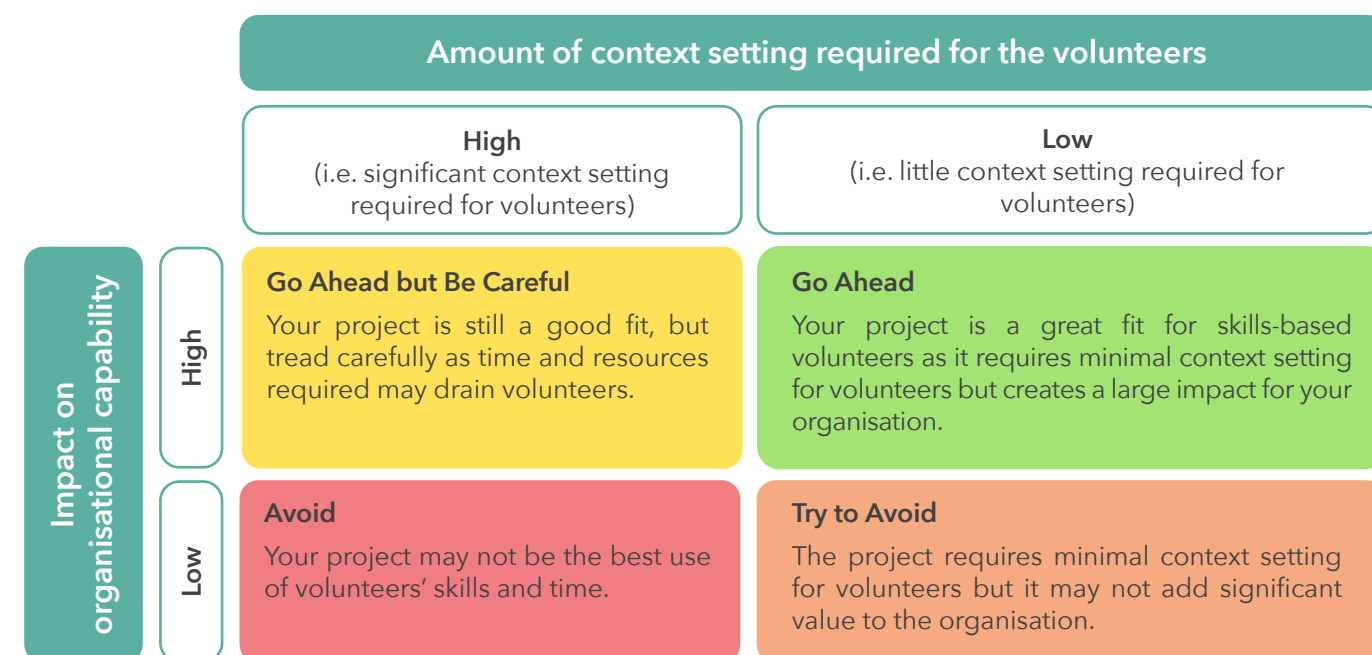 Amount of context setting required for the volunteers
High
(i.e. significant context setting
required for volunteers)
Low
(i.e. little context setting required for
volunteers)
Impact on
organisational capability
High
Go Ahead but Be Careful
Your project is still a good fit, but
tread carefully as time and resources
required may drain volunteers.
Go Ahead
Your project is a great fit for skills-based
volunteers as it requires minimal context setting
for volunteers but creates a large impact for your
organisation.
Low
Avoid
Your project may not be the best use
of volunteers’ skills and time.
Try to Avoid
The project requires minimal context setting
for volunteers but it may not add significant
value to the organisation.